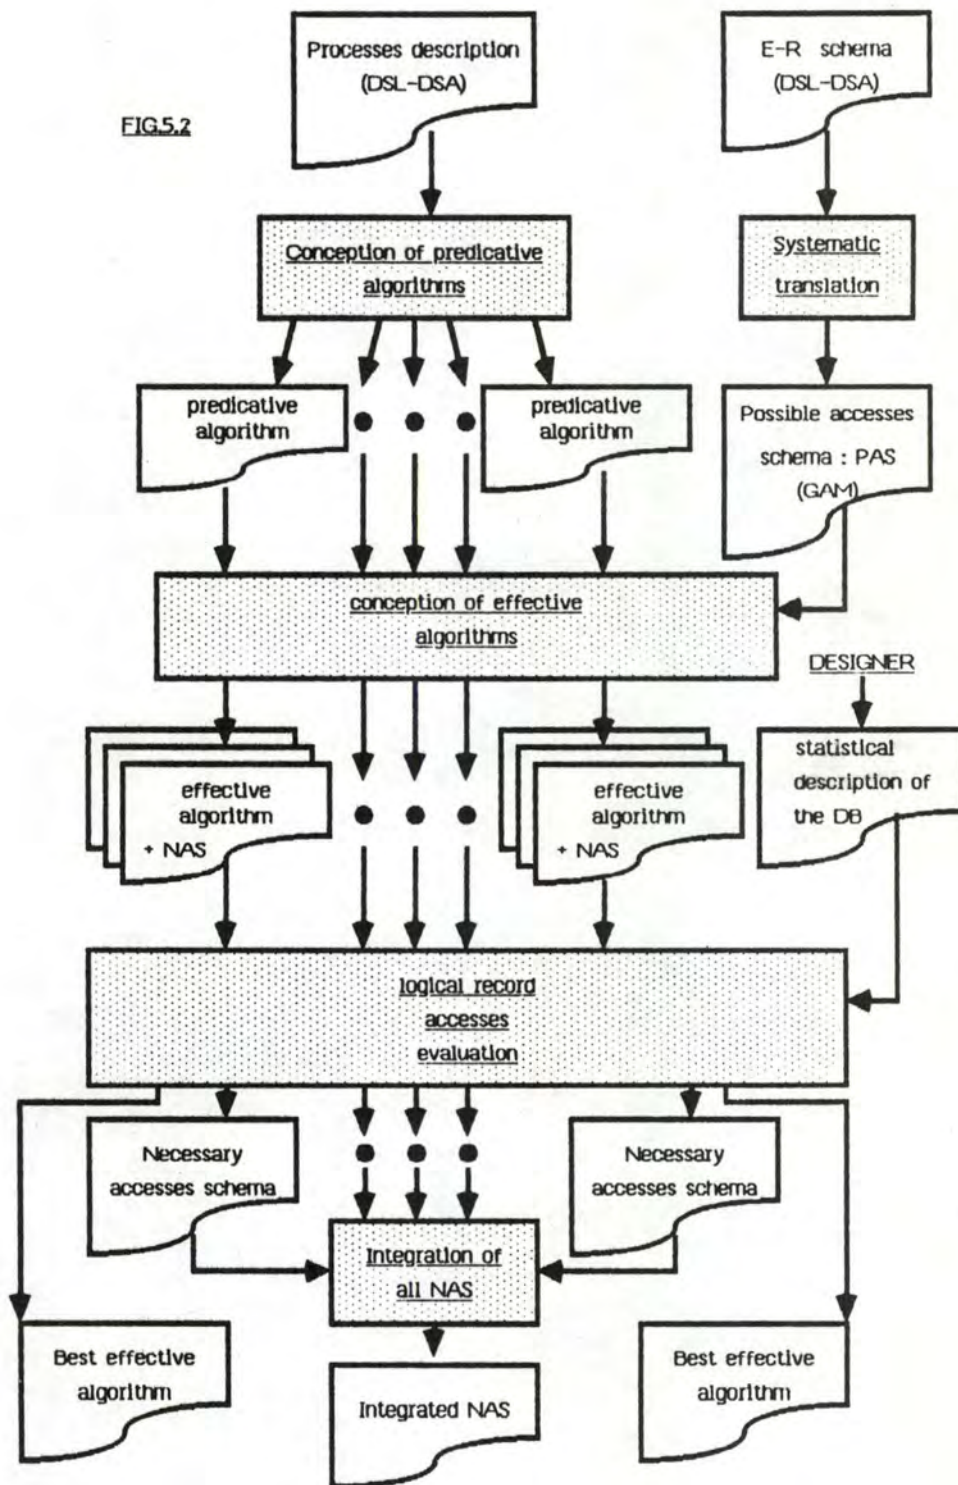 Processes description
(DSL-DSA)
E-R schema
(DSL-DSA)
FIG.5.2
Conception of predicative
algorithms
Systematic
translation
predicative
algorithm
predicative
algorithm
Possible accesses
schema : PAS
(GAM)
conception of effective
algorithms
DESIGNER
effective
algorithm
+ NAS
effective
algorithm
+ NAS
statistical
description of
the DB
logical record
accesses
evaluation
Necessary
accesses schema
Necessary
accesses schema
Integration of
all NAS
Best effective
algorithm
Integrated NAS
Best effective
algorithm